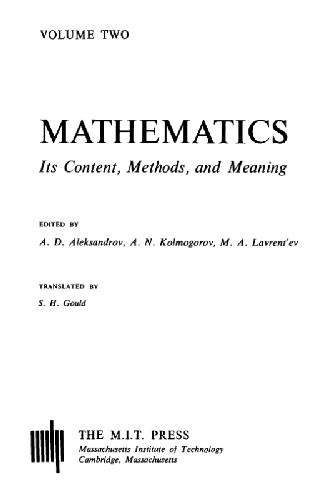 VOLUME TWO
MATHEMATICS
Its Content, Methods, and Meaning
EDITED BY
A. D. Aleksandrov, A. N. Kolmogorov, M. A. Lavrent'ev
TRANSLATED BY
S. H. Gould
THE M.I.T. PRESS
Massachusetts Institute of Technology
Cambridge, Massachusetts